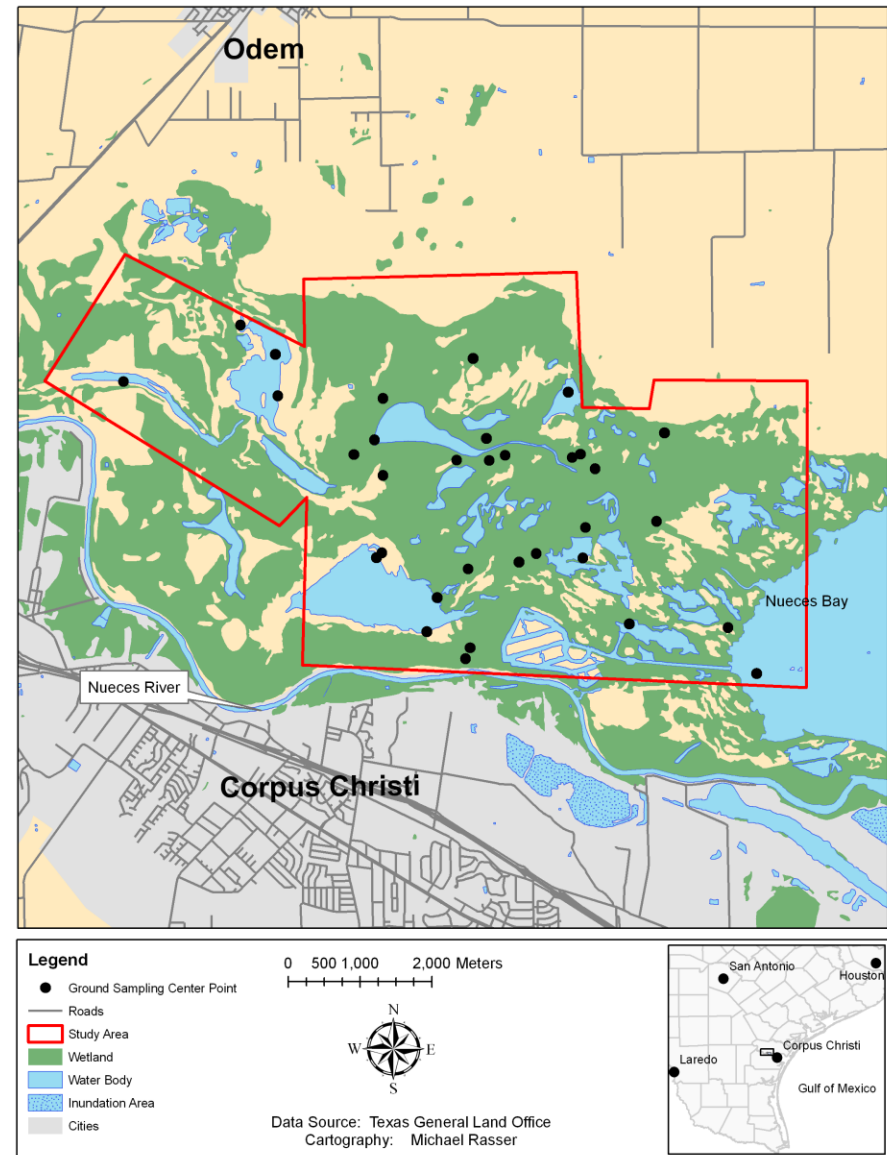 Odem
Nueces Bay
Nueces River
Corpus Christi
Legend
Ground Sampling Center Point
Roads
Study Area
Wetland
Water Body
Inundation Area
Cities
0 500 1,000 2,000 Meters
N
W E
S
Data Source: Texas General Land Office
Cartography: Michael Rasser
San Antonio
Houston
Corpus Christi
Laredo
Gulf of Mexico